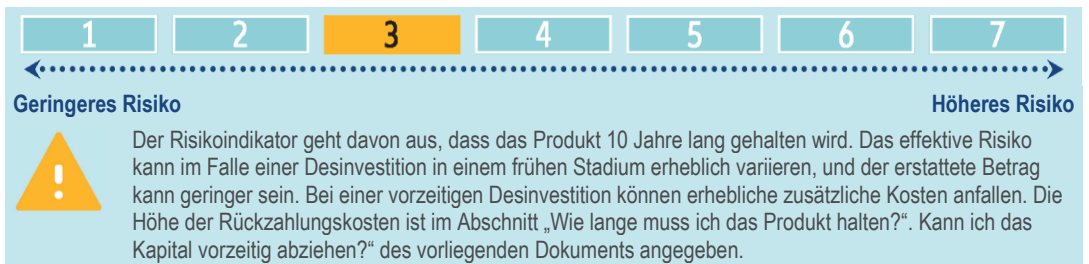 1 2 3 4 5 6 7
Geringeres Risiko Höheres Risiko
!
Der Risikoindikator geht davon aus, dass das Produkt 10 Jahre lang gehalten wird. Das effektive Risiko
kann im Falle einer Desinvestition in einem frühen Stadium erheblich variieren, und der erstattete Betrag
kann geringer sein. Bei einer vorzeitigen Desinvestition können erhebliche zusätzliche Kosten anfallen. Die
Höhe der Rückzahlungskosten ist im Abschnitt „Wie lange muss ich das Produkt halten?“. Kann ich das
Kapital vorzeitig abziehen?“ des vorliegenden Dokuments angegeben.